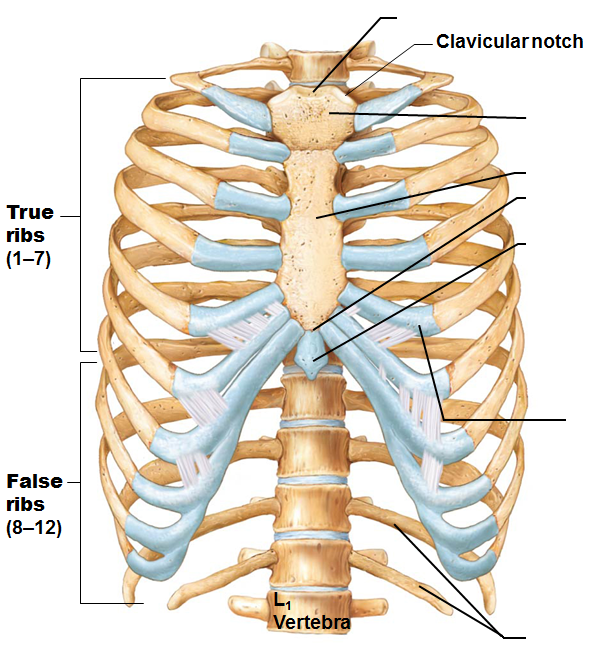 Clavicular notch
True
ribs
(1–7)
False
ribs
(8–12)
L1
Vertebra